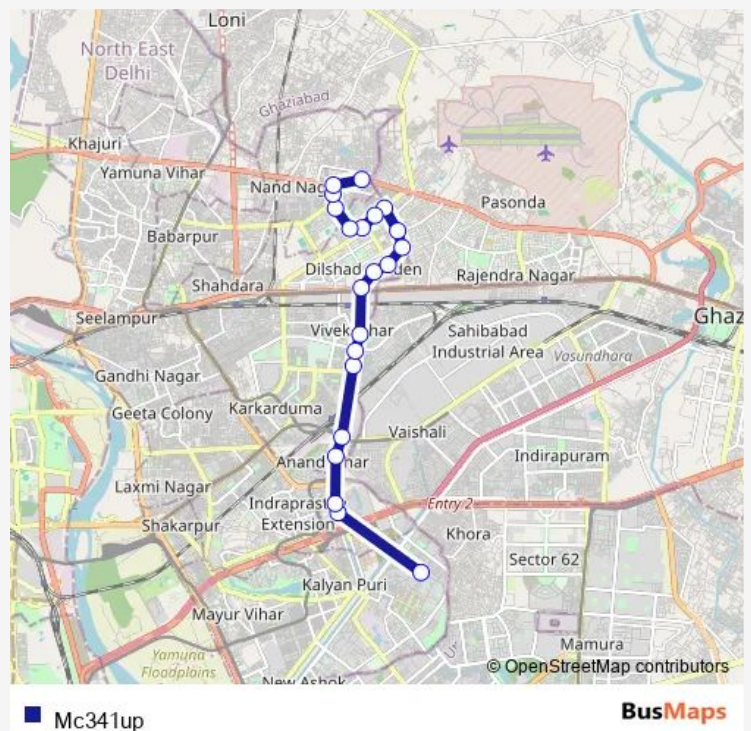 Loni
North East
Delhi
Ghaziabad
Khajuri
Yamuna Vihar
Nand Nag
Pasonda
Babarpur
Shahdara
Dilshad
den
Rajendra Nagar
Seelampur
Vivek
har
Sahibabad
Industrial Area
Ghaz
Vasundhara
Gandhi Nagar
Geeta Colony
Karkarduma
Vaishali
Anand
har
Indirapuram
Laxmi Nagar
Indraprast
Extension
Entry 2
Shakarpur
Khora
Sector 62
Kalyan Puri
Mayur Vihar
Mamura
Yamuna
Floodplains
New Ashok
© OpenStreetMap contributors
Mc341up
BusMaps